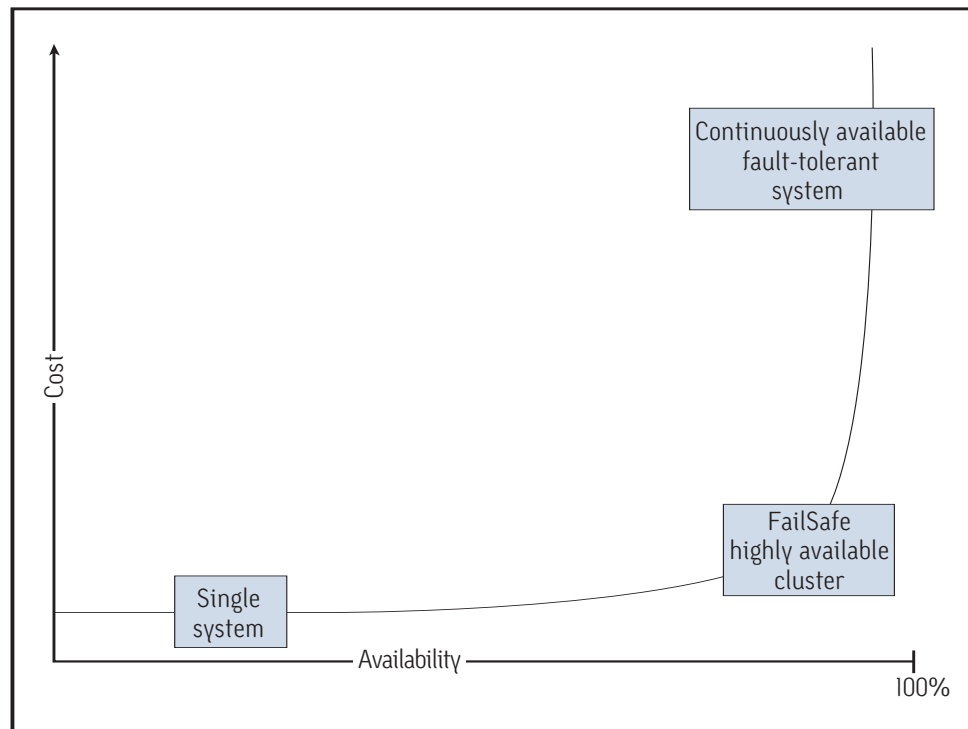 Continuously available
fault-tolerant
system
Cost
FailSafe
highly available
cluster
Single
system
Availability
100%